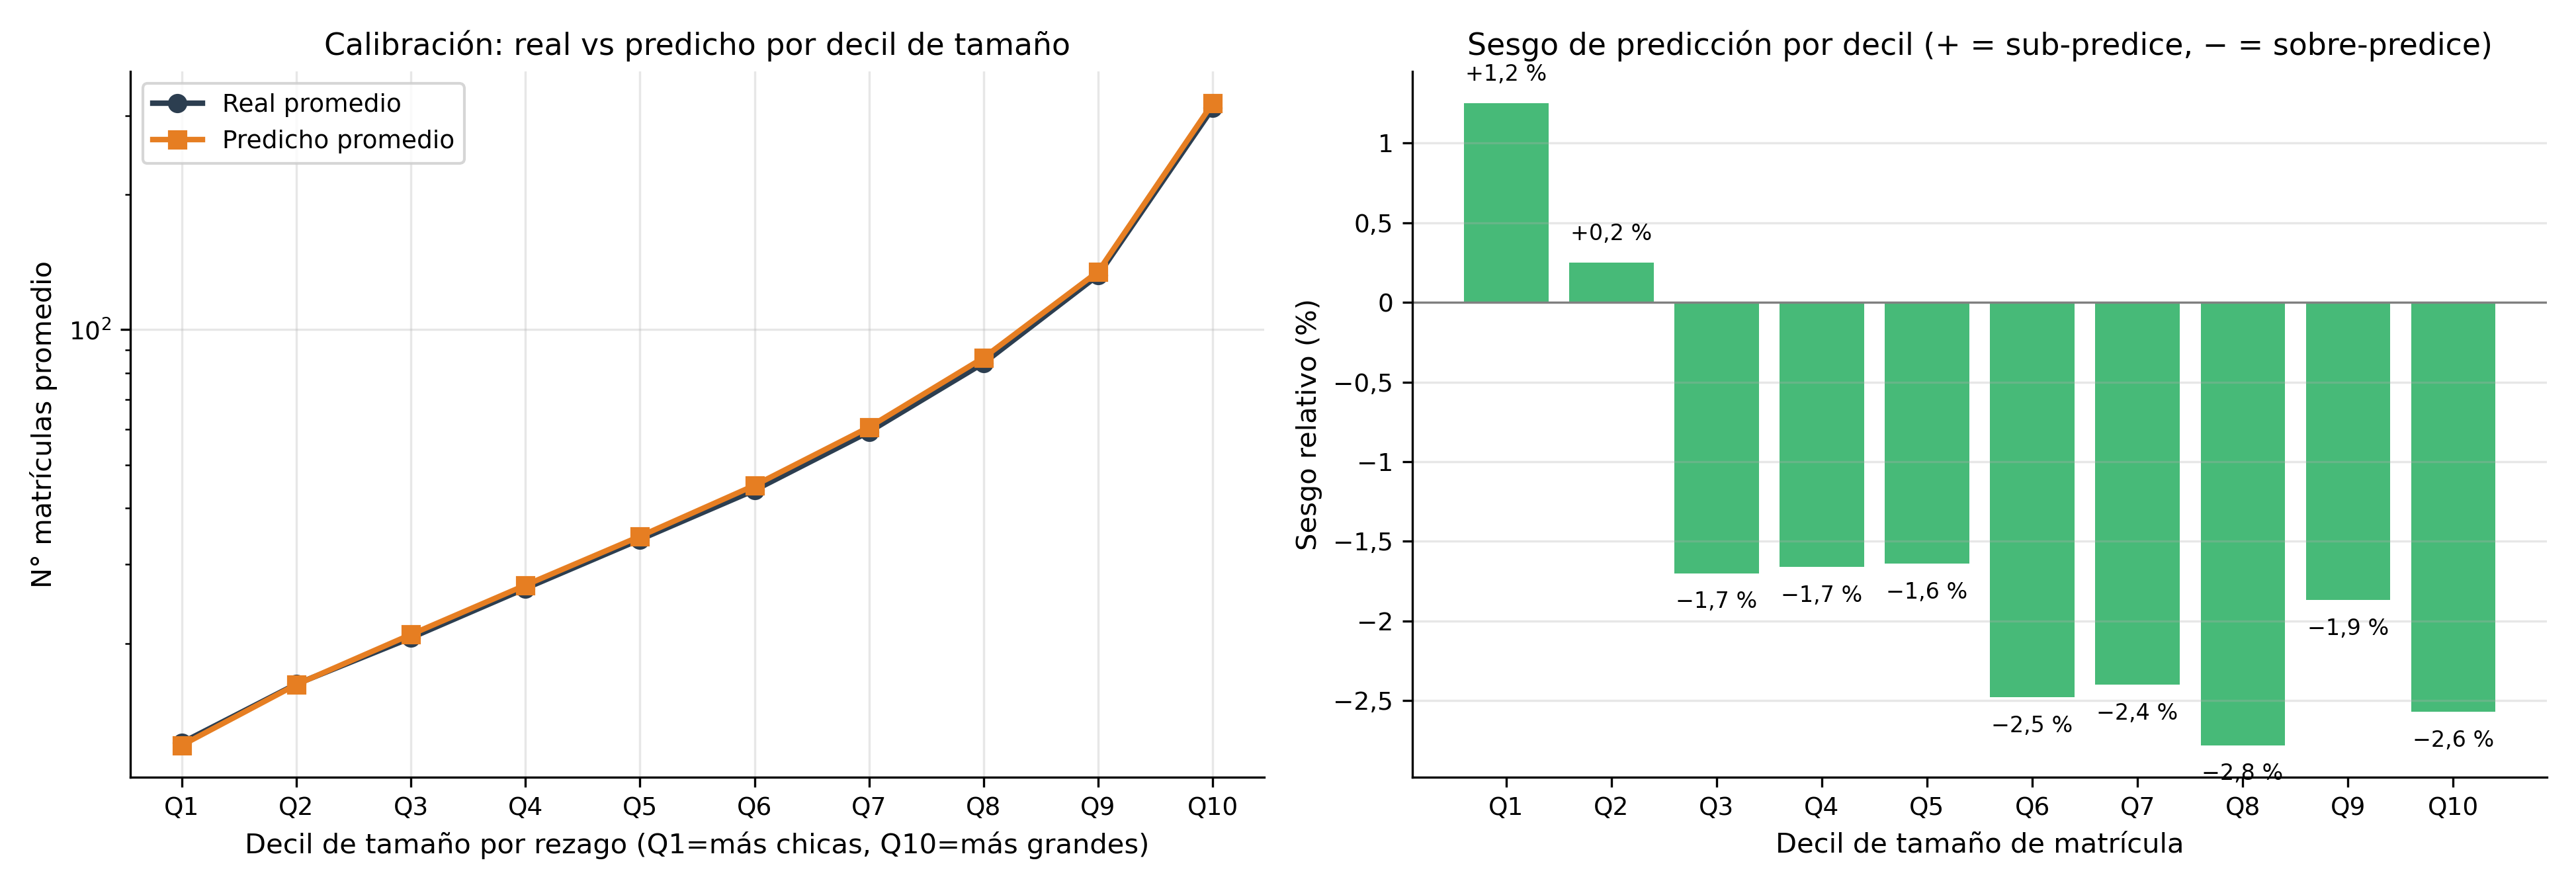 Calibración: real vs predicho por decil de tamaño
Real promedio
Predicho promedio
N° matrículas promedio
10²
Q1 Q2 Q3 Q4 Q5 Q6 Q7 Q8 Q9 Q10
Decil de tamaño por rezago (Q1=más chicas, Q10=más grandes)
Sesgo de predicción por decil (+ = sub-predice, − = sobre-predice)
Sesgo relativo (%)
1
0,5
0
−0,5
−1
−1,5
−2
−2,5
+1,2 %
+0,2 %
−1,7 %
−1,7 %
−1,6 %
−2,5 %
−2,4 %
−2,8 %
−1,9 %
−2,6 %
Q1 Q2 Q3 Q4 Q5 Q6 Q7 Q8 Q9 Q10
Decil de tamaño de matrícula